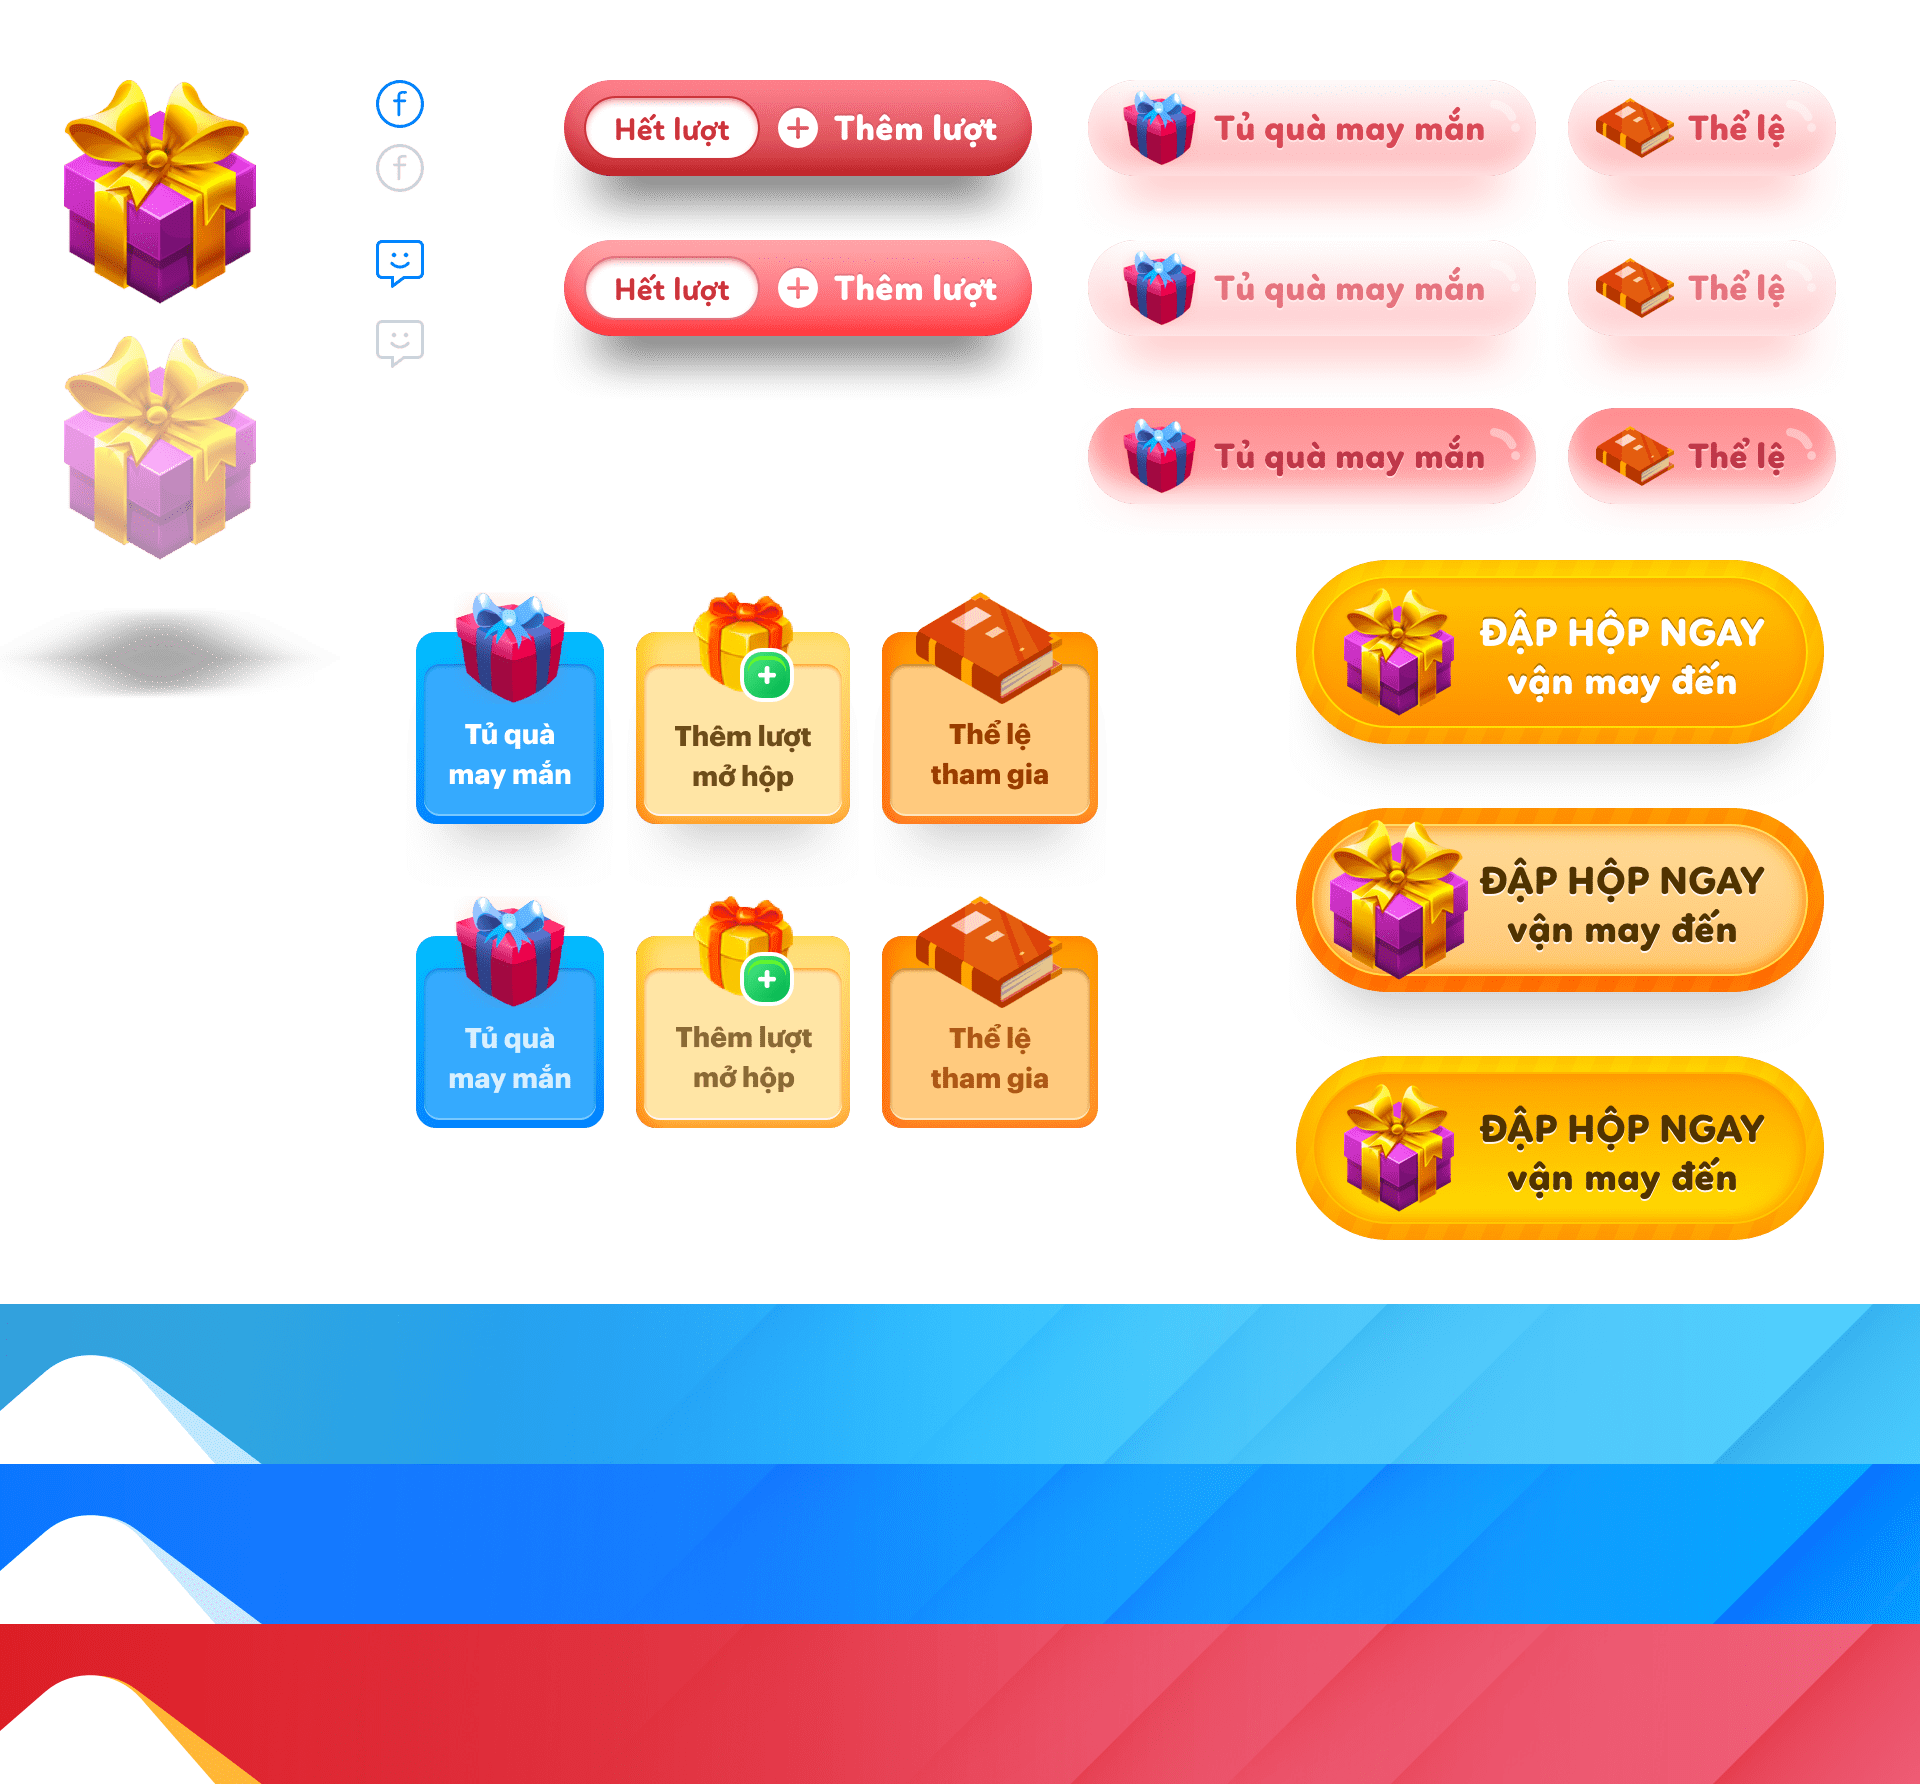 Hết lượt Thêm lượt
Tủ quà may mắn
Thể lệ
Hết lượt Thêm lượt
Tủ quà may mắn
Thể lệ
Tủ quà may mắn
Thể lệ
Tủ quà
may mắn
Thêm lượt
mở hộp
Thể lệ
tham gia
ĐẬP HỘP NGAY
vận may đến
ĐẬP HỘP NGAY
vận may đến
Tủ quà
may mắn
Thêm lượt
mở hộp
Thể lệ
tham gia
ĐẬP HỘP NGAY
vận may đến